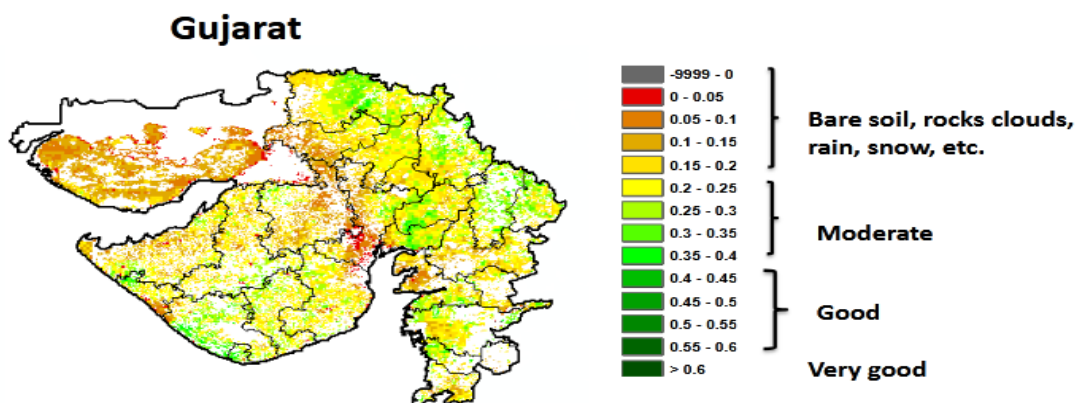 Gujarat
-9999 - 0
0 - 0.05
0.05 - 0.1
0.1 - 0.15
0.15 - 0.2
0.2 - 0.25
0.25 - 0.3
0.3 - 0.35
0.35 - 0.4
0.4 - 0.45
0.45 - 0.5
0.5 - 0.55
0.55 - 0.6
> 0.6
Bare soil, rocks clouds,
rain, snow, etc.
Moderate
Good
Very good